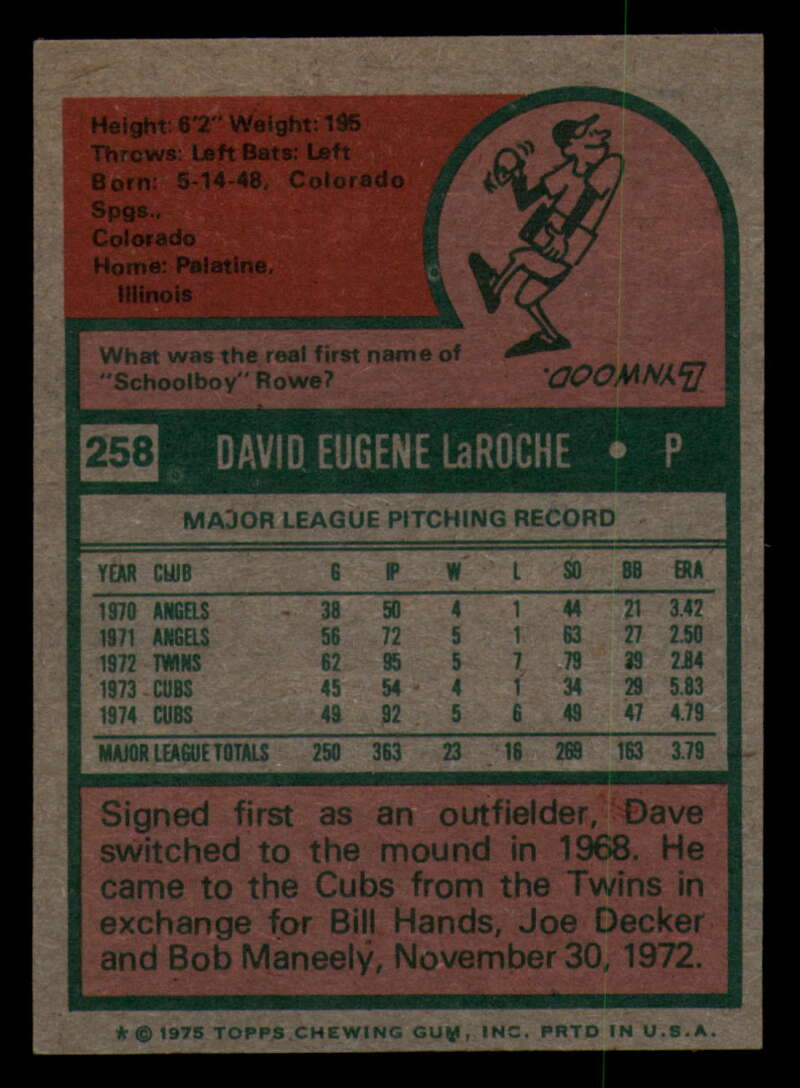 Height: 6'2" Weight: 195
Throws: Left Bats: Left
Born: 5-14-48, Colorado
Spgs.,
Colorado
Home: Palatine,
Illinois
What was the real first name of
"Schoolboy" Rowe?
LYNWOOD.
258 DAVID EUGENE LaROCHE • P
MAJOR LEAGUE PITCHING RECORD
YEAR CLUB G IP W L SO BB ERA
1970 ANGELS 38 50 4 1 44 21 3.42
1971 ANGELS 56 72 5 1 63 27 2.50
1972 TWINS 62 95 5 7 79 39 2.84
1973 CUBS 45 54 4 1 34 29 5.83
1974 CUBS 49 92 5 6 49 47 4.79
MAJOR LEAGUE TOTALS 250 363 23 16 269 163 3.79
Signed first as an outfielder, Dave
switched to the mound in 1968. He
came to the Cubs from the Twins in
exchange for Bill Hands, Joe Decker
and Bob Maneely, November 30, 1972.
* © 1975 TOPPS CHEWING GUM, INC. PRTD IN U.S.A.